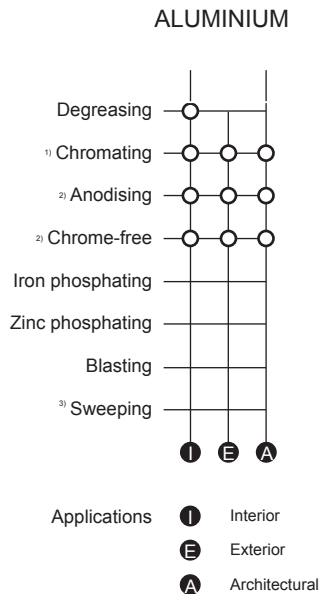 ALUMINIUM
Degreasing
1) Chromating
2) Anodising
2) Chrome-free
Iron phosphating
Zinc phosphating
Blasting
3) Sweeping
I E A
Applications I Interior
E Exterior
A Architectural